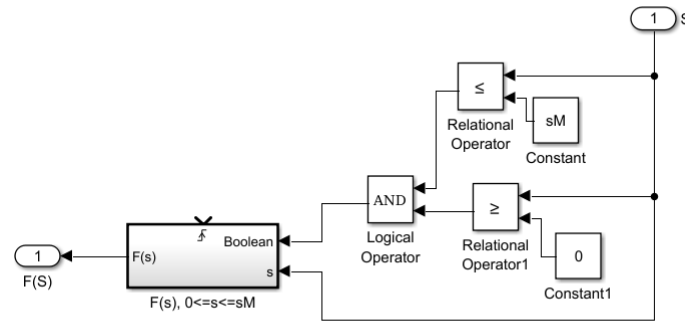 1
S
≤
Relational
Operator
sM
Constant
AND
Logical
Operator
≥
Relational
Operator1
0
Constant1
Boolean
F(s)
s
F(s), 0<=s<=sM
1
F(S)